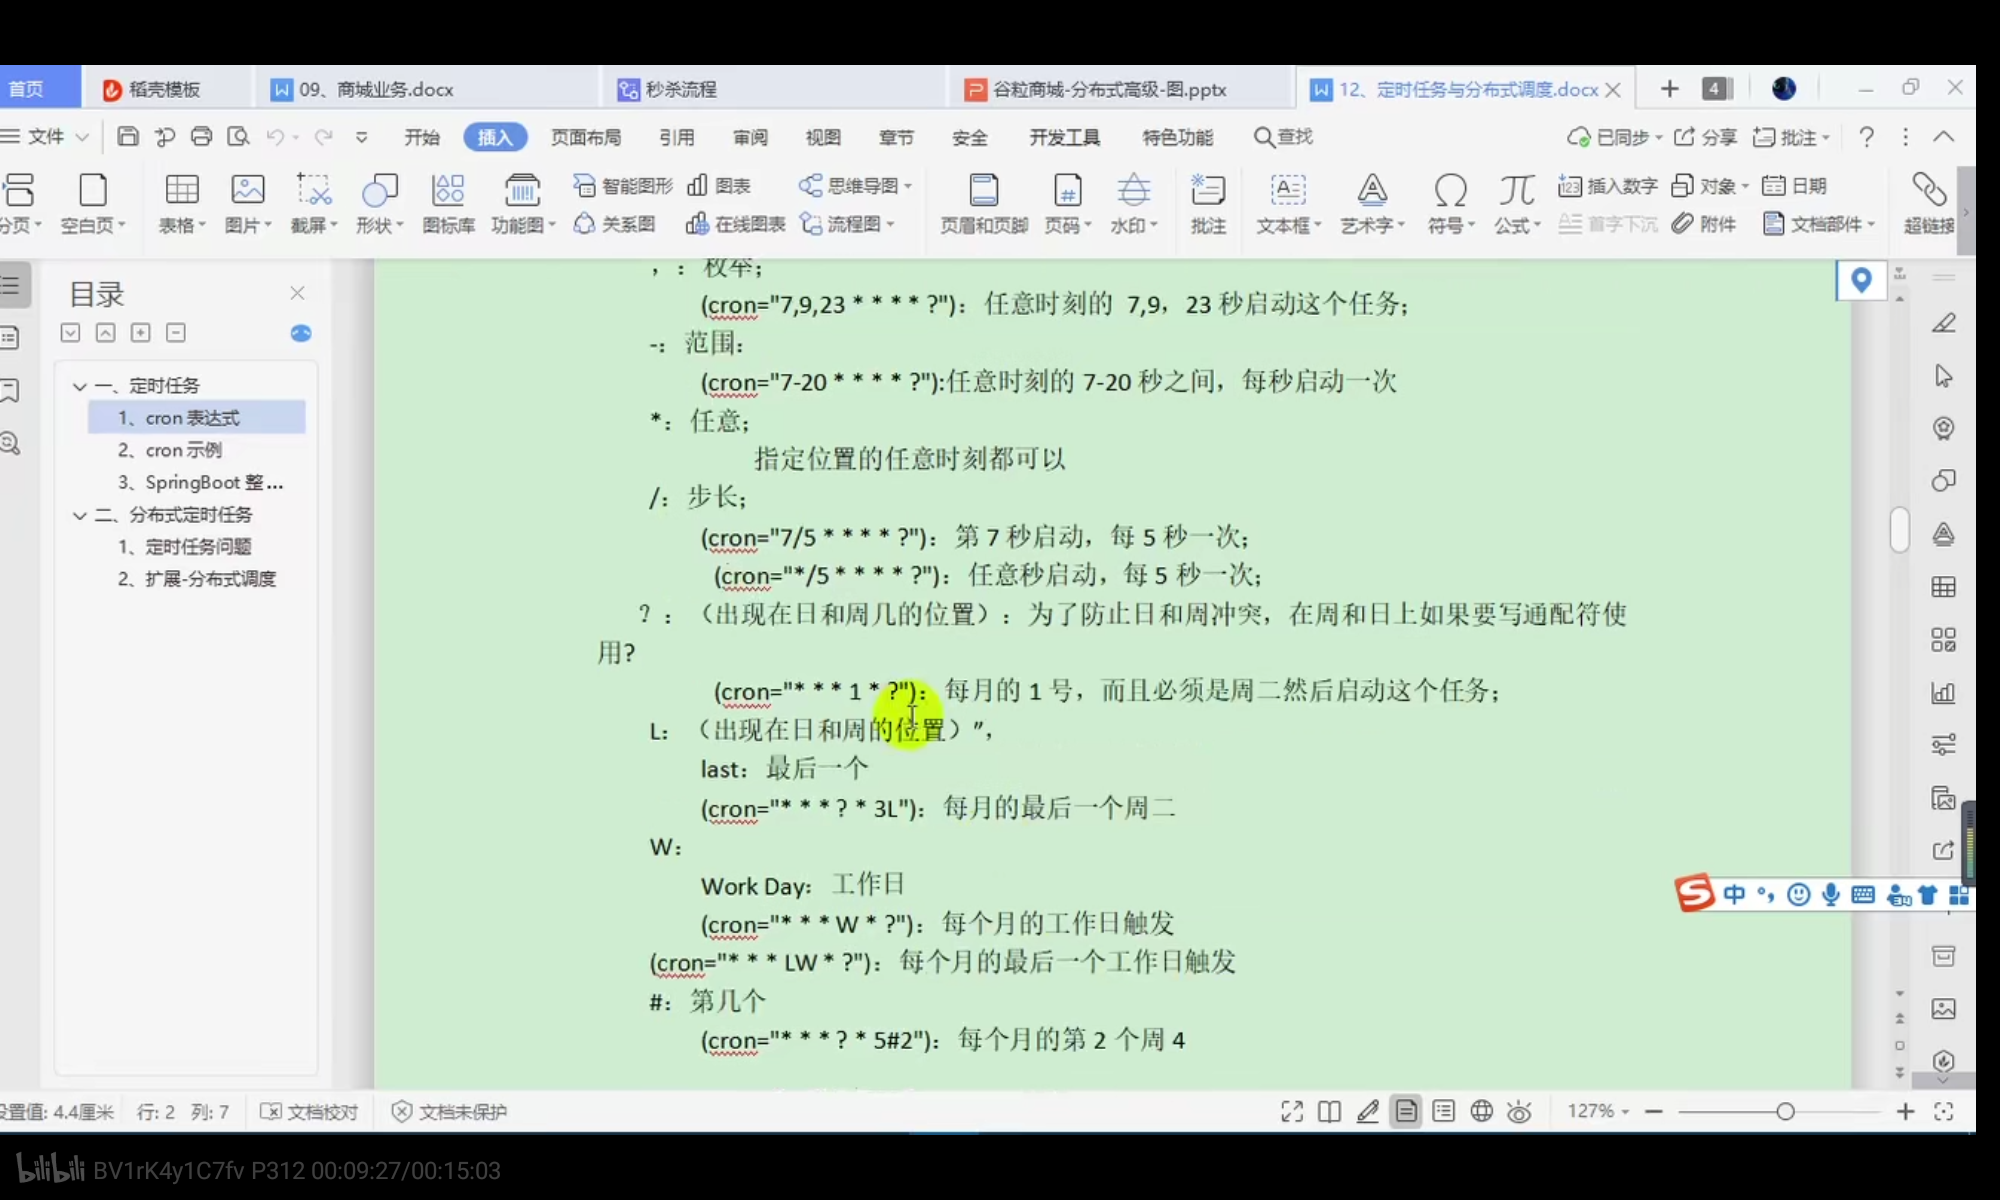 首页 稻壳模板 09、商城业务.docx 秒杀流程 谷粒商城-分布式高级-图.pptx 12、定时任务与分布式调度.docx 4
文件 开始 插入 页面布局 引用 审阅 视图 章节 安全 开发工具 特色功能 查找 已同步 分享 批注
智能图形 图表 思维导图 插入数字 对象 日期
分页 空白页 表格 图片 截屏 形状 图标库 功能图 关系图 在线图表 流程图 页眉和页脚 页码 水印 批注 文本框 艺术字 符号 公式 首字下沉 附件 文档部件 超链接
目录
一、定时任务
1、cron 表达式
2、cron 示例
3、SpringBoot 整...
二、分布式定时任务
1、定时任务问题
2、扩展-分布式调度
，：枚举；
(cron="7,9,23 * * * * ?")：任意时刻的 7,9，23 秒启动这个任务；
-：范围：
(cron="7-20 * * * * ?"):任意时刻的 7-20 秒之间，每秒启动一次
*：任意；
指定位置的任意时刻都可以
/：步长；
(cron="7/5 * * * * ?")：第 7 秒启动，每 5 秒一次；
(cron="*/5 * * * * ?")：任意秒启动，每 5 秒一次；
？：（出现在日和周几的位置）：为了防止日和周冲突，在周和日上如果要写通配符使
用?
(cron="* * * 1 * ?")：每月的 1 号，而且必须是周二然后启动这个任务；
L：（出现在日和周的位置）”，
last：最后一个
(cron="* * * ? * 3L")：每月的最后一个周二
W：
Work Day：工作日
(cron="* * * W * ?")：每个月的工作日触发
(cron="* * * LW * ?")：每个月的最后一个工作日触发
#：第几个
(cron="* * * ? * 5#2")：每个月的第 2 个周 4
中
设置值: 4.4厘米 行: 2 列: 7 文档校对 文档未保护 127%
bilibili BV1rK4y1C7fv P312 00:09:27/00:15:03